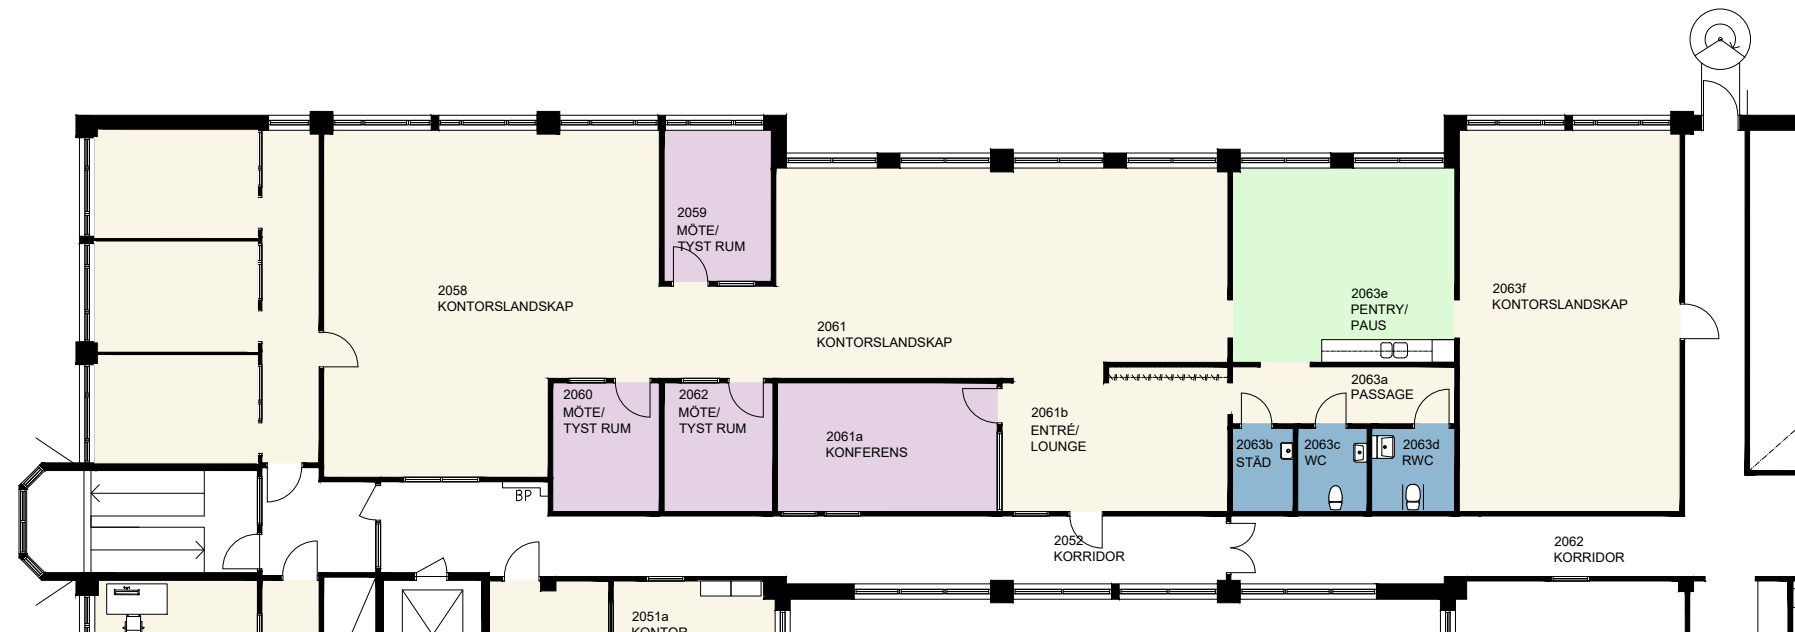 2059
MÖTE/
TYST RUM
2058
KONTORSLANDSKAP
2061
KONTORSLANDSKAP
2063e
PENTRY/
PAUS
2063f
KONTORSLANDSKAP
2060
MÖTE/
TYST RUM
2062
MÖTE/
TYST RUM
2061a
KONFERENS
2061b
ENTRÉ/
LOUNGE
2063a
PASSAGE
2063b
STÄD
2063c
WC
2063d
RWC
BP
2052
KORRIDOR
2062
KORRIDOR
2051a
KONTOR